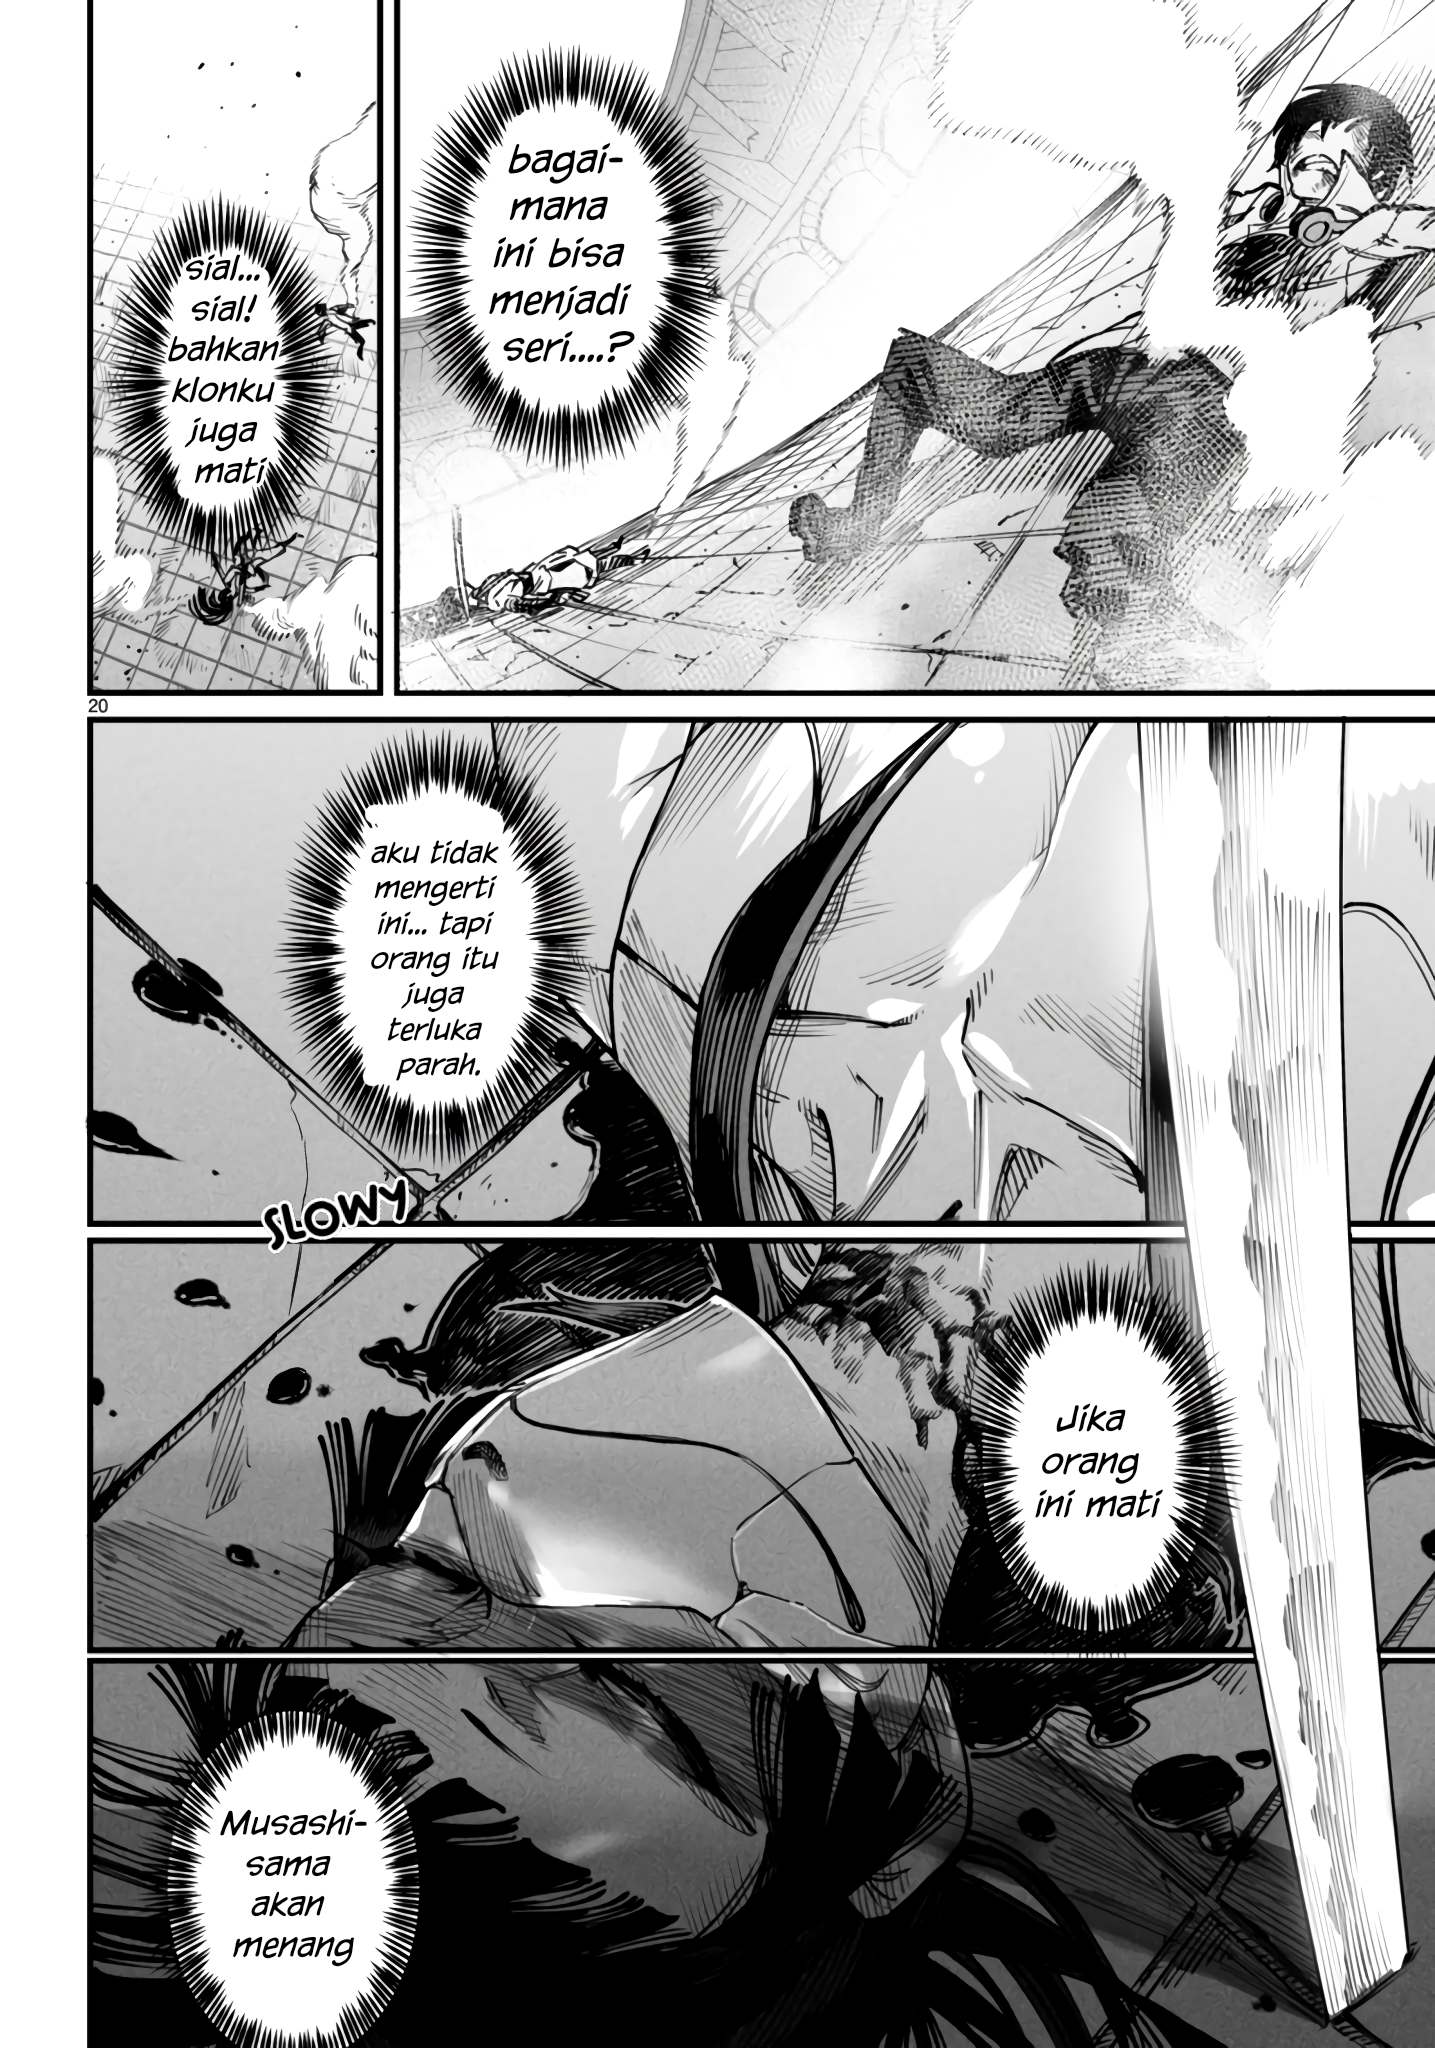 bagai-
mana
ini bisa
menjadi
seri....?
sial...
sial!
bahkan
klonku
juga
mati
20
aku tidak
mengerti
ini... tapi
orang itu
juga
terluka
parah.
SLOWY
Jika
orang
ini mati
Musashi-
sama
akan
menang